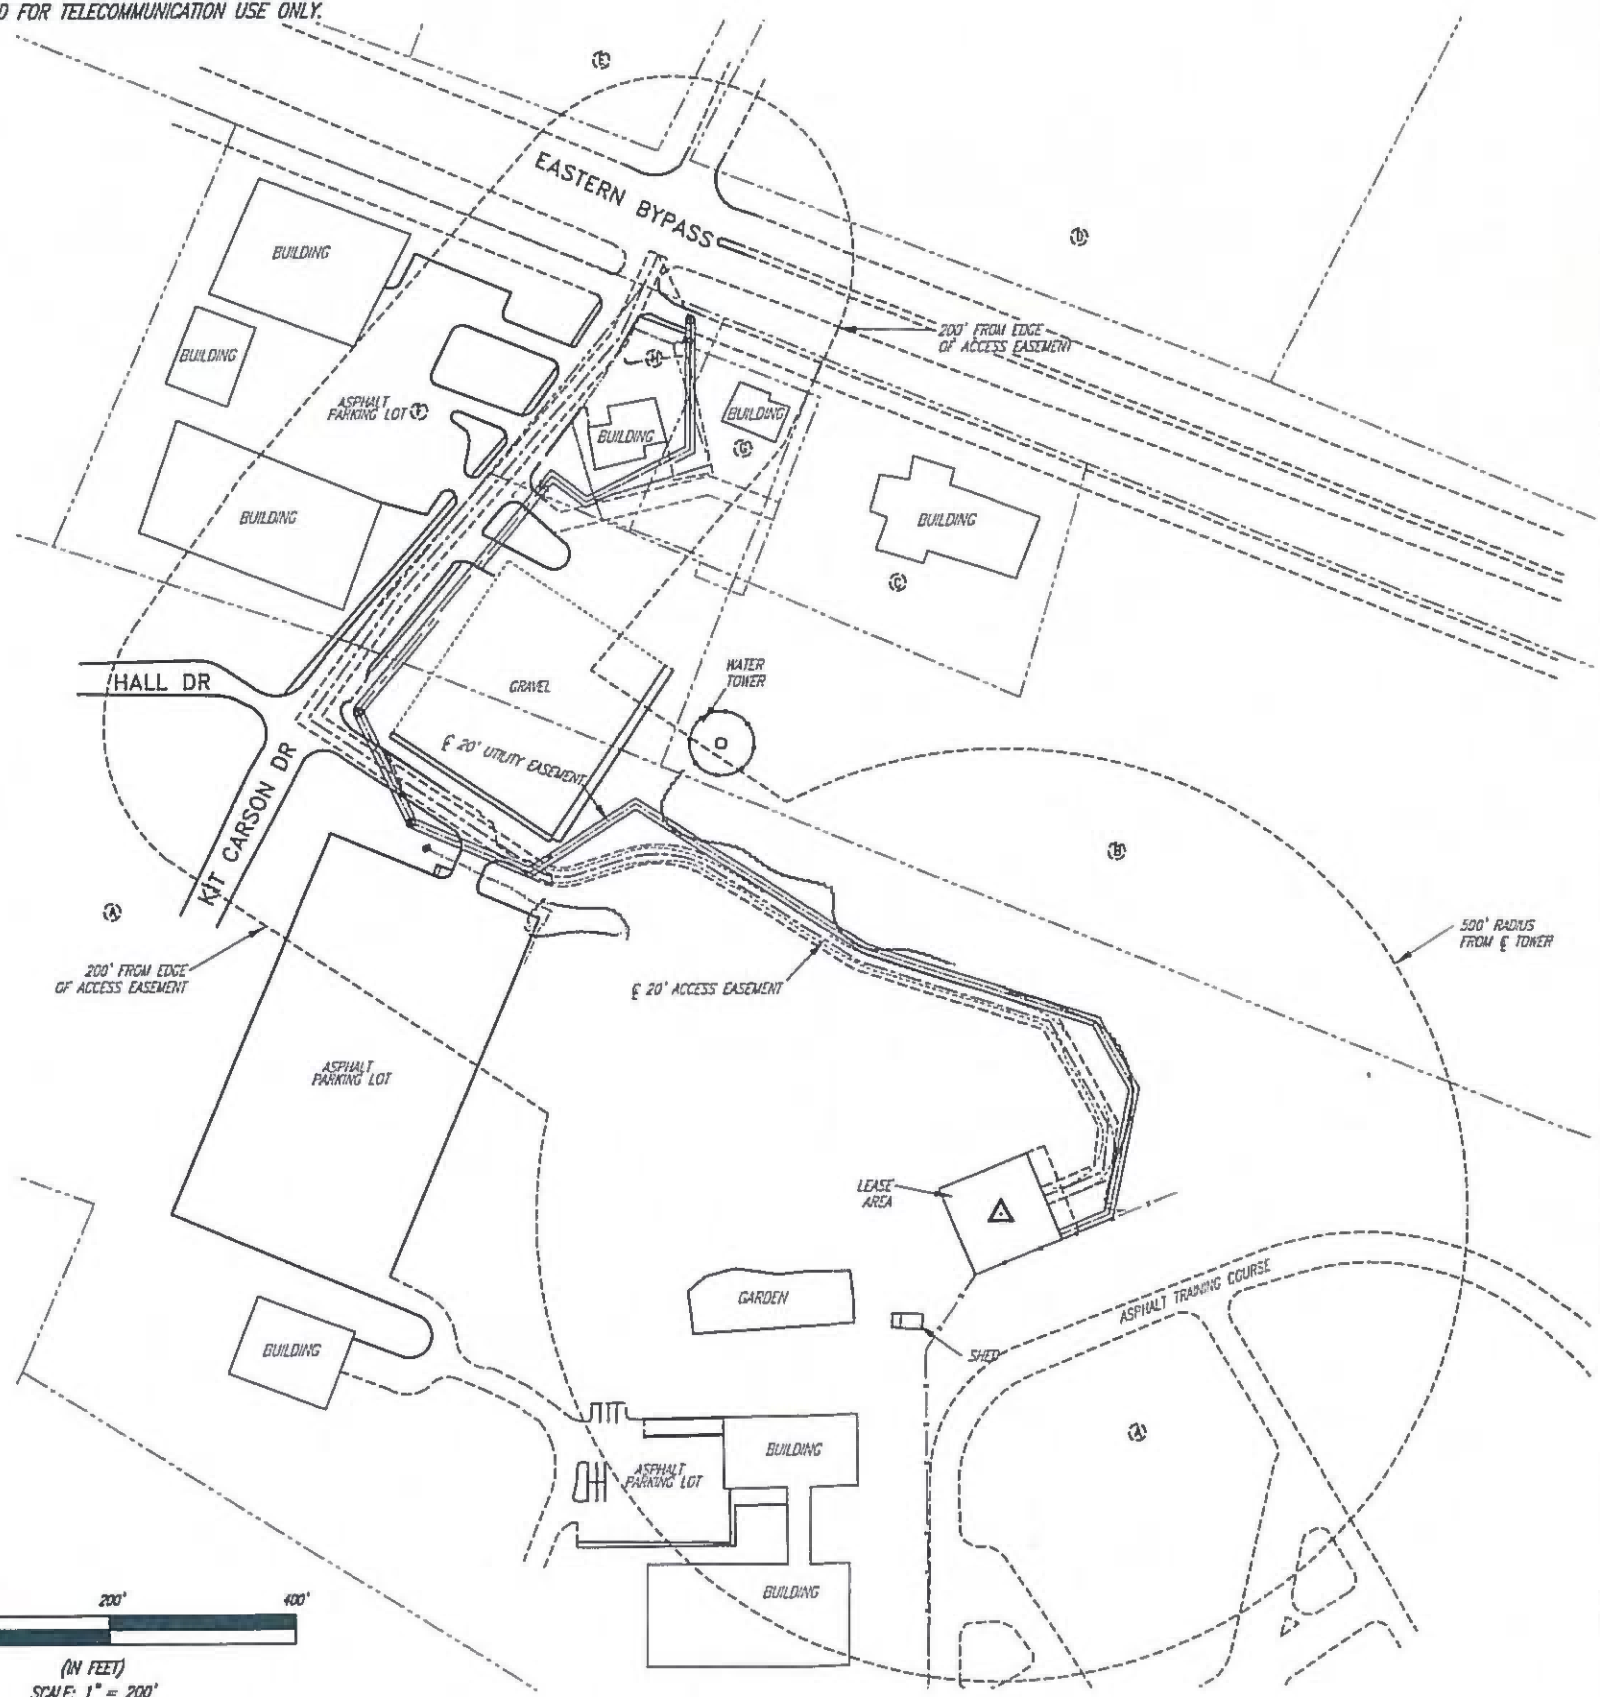 D FOR TELECOMMUNICATION USE ONLY.
E
EASTERN BYPASS
D
BUILDING
200' FROM EDGE
OF ACCESS EASEMENT
BUILDING
H
ASPHALT
PARKING LOT
BUILDING
BUILDING
G
BUILDING
BUILDING
C
HALL DR
GRAVEL
WATER
TOWER
℄ 20' UTILITY EASEMENT
KIT CARSON DR
B
A
500' RADIUS
FROM ℄ TOWER
200' FROM EDGE
OF ACCESS EASEMENT
℄ 20' ACCESS EASEMENT
ASPHALT
PARKING LOT
LEASE
AREA
ASPHALT TRAINING COURSE
GARDEN
SHED
BUILDING
A
BUILDING
ASPHALT
PARKING LOT
BUILDING
200'
400'
(IN FEET)
SCALE: 1" = 200'